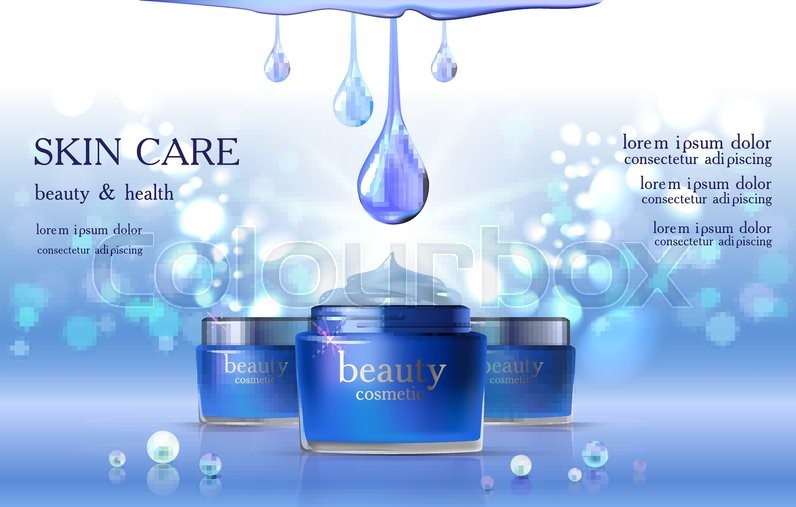 SKIN CARE
beauty & health
lorem ipsum dolor
consectetur adipiscing
lorem ipsum dolor
consectetur adipiscing
lorem ipsum dolor
consectetur adipiscing
lorem ipsum dolor
consectetur adipiscing
colourbox
beauty
cosmetic
beauty
cosmetic
beauty
cosmetic